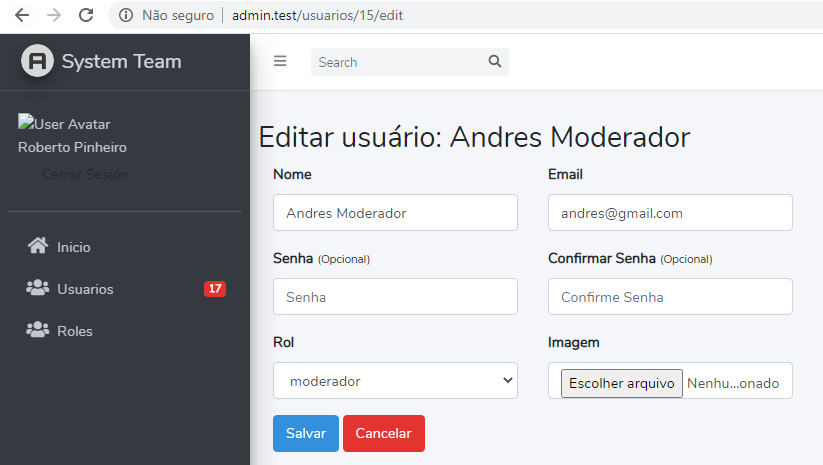 Não seguro | admin.test/usuarios/15/edit
A System Team
Search
User Avatar
Roberto Pinheiro
Cerrar Sesión
Inicio
Usuarios 17
Roles
Editar usuário: Andres Moderador
Nome Email
Andres Moderador andres@gmail.com
Senha (Opcional) Confirmar Senha (Opcional)
Senha Confirme Senha
Rol Imagem
moderador Escolher arquivo Nenhu...onado
Salvar Cancelar